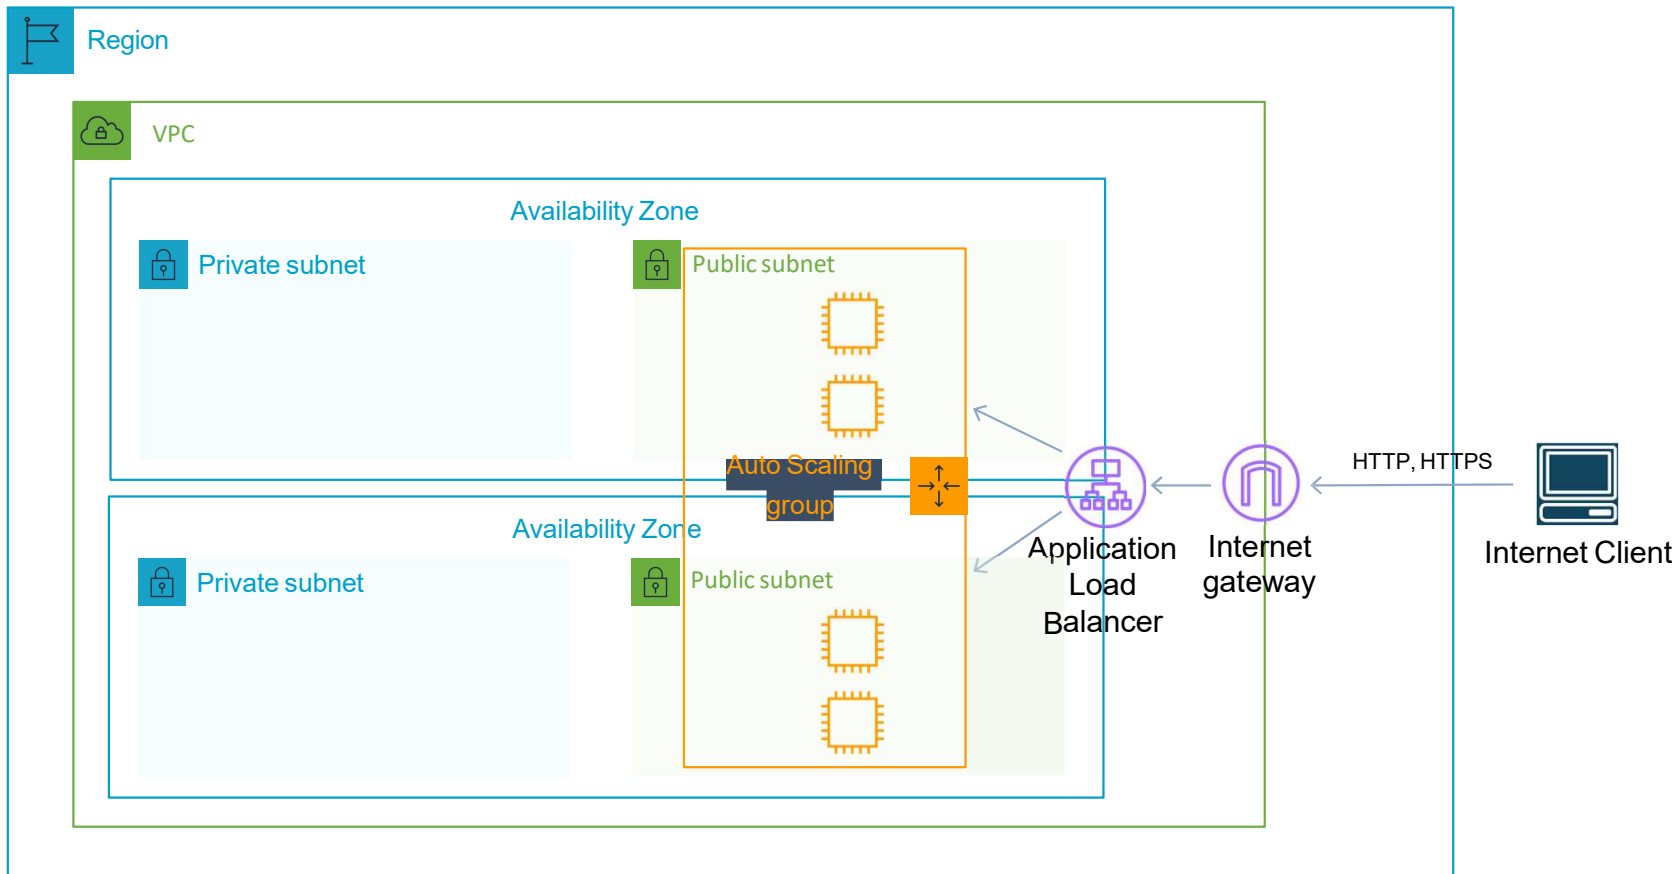 Region
VPC
Availability Zone
Private subnet
Public subnet
Auto Scaling
group
Availability Zone
Private subnet
Public subnet
Application
Load
Balancer
Internet
gateway
HTTP, HTTPS
Internet Client